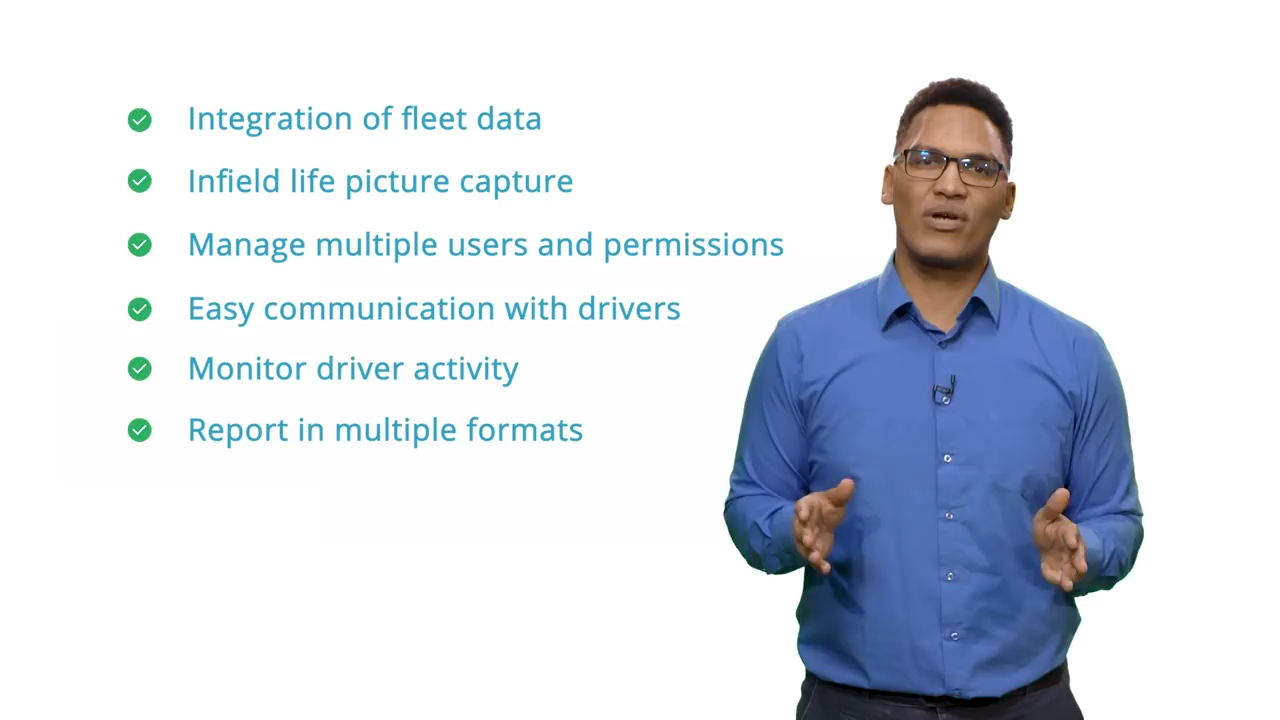 Integration of fleet data
Infield life picture capture
Manage multiple users and permissions
Easy communication with drivers
Monitor driver activity
Report in multiple formats